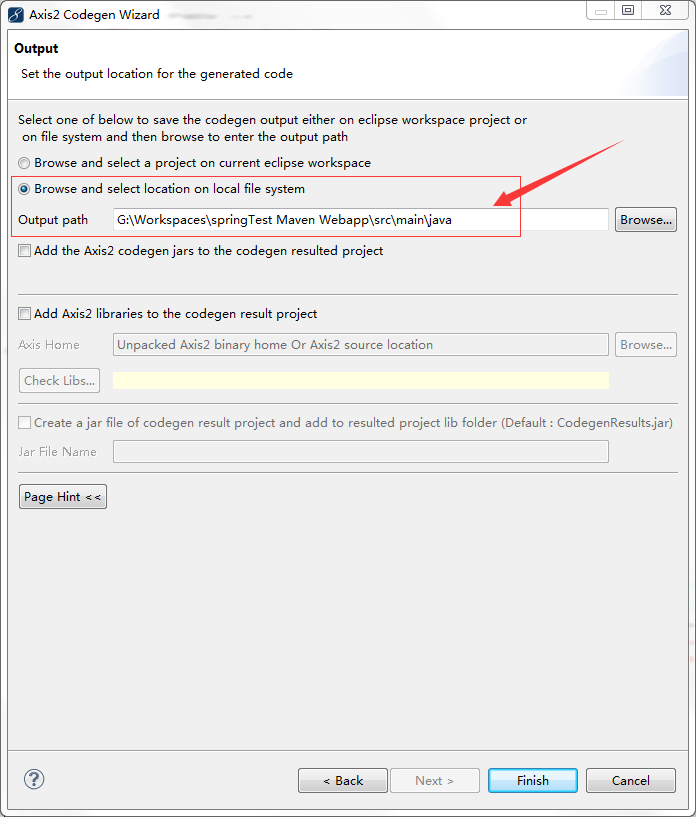 Axis2 Codegen Wizard
Output
Set the output location for the generated code
Select one of below to save the codegen output either on eclipse workspace project or
on file system and then browse to enter the output path
Browse and select a project on current eclipse workspace
Browse and select location on local file system
Output path G:\Workspaces\springTest Maven Webapp\src\main\java Browse...
Add the Axis2 codegen jars to the codegen resulted project
Add Axis2 libraries to the codegen result project
Axis Home Unpacked Axis2 binary home Or Axis2 source location Browse...
Check Libs...
Create a jar file of codegen result project and add to resulted project lib folder (Default : CodegenResults.jar)
Jar File Name
Page Hint <<
? < Back Next > Finish Cancel